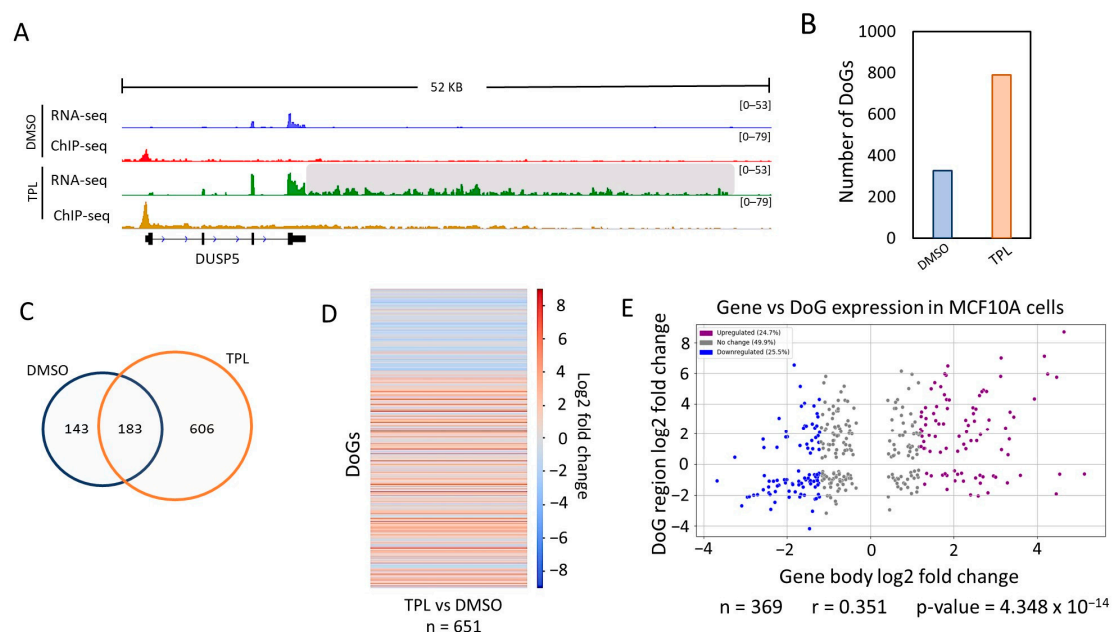 A
52 KB
DMSO
RNA-seq
[0–53]
ChIP-seq
[0–79]
TPL
RNA-seq
[0–53]
ChIP-seq
[0–79]
DUSP5
B
Number of DoGs
1000
800
600
400
200
0
DMSO
TPL
C
DMSO
TPL
143
183
606
D
DoGs
8
6
4
2
0
−2
−4
−6
−8
Log2 fold change
TPL vs DMSO
n = 651
E
Gene vs DoG expression in MCF10A cells
Upregulated (24.7%)
No change (49.9%)
Downregulated (25.5%)
DoG region log2 fold change
8
6
4
2
0
−2
−4
−4
−2
0
2
4
Gene body log2 fold change
n = 369 r = 0.351 p-value = 4.348 x 10⁻¹⁴